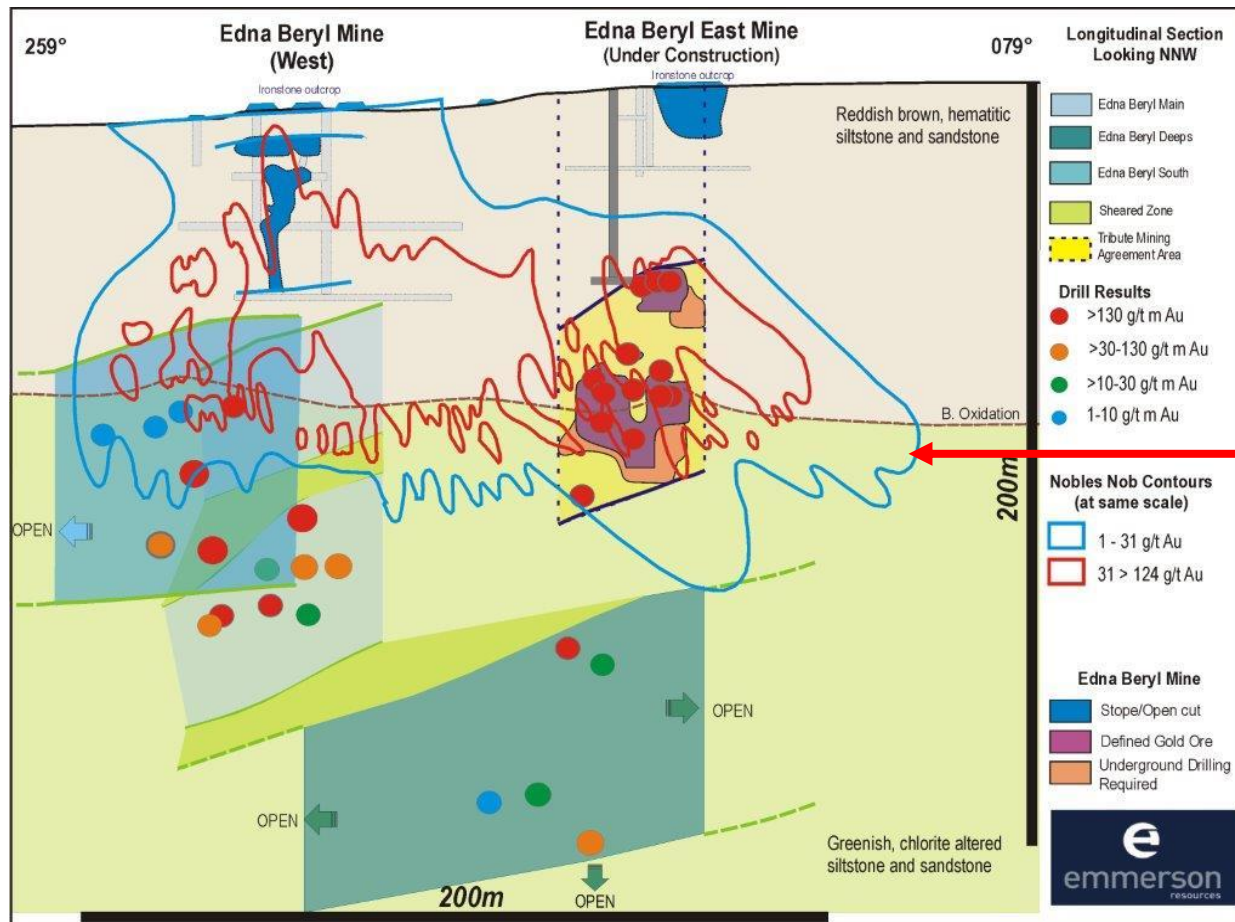 259°
Edna Beryl Mine
(West)
Ironstone outcrop
Edna Beryl East Mine
(Under Construction)
Ironstone outcrop
079°
Longitudinal Section
Looking NNW
Edna Beryl Main
Edna Beryl Deeps
Edna Beryl South
Sheared Zone
Tribute Mining
Agreement Area
Drill Results
>130 g/t m Au
>30-130 g/t m Au
>10-30 g/t m Au
1-10 g/t m Au
Nobles Nob Contours
(at same scale)
1 - 31 g/t Au
31 > 124 g/t Au
Edna Beryl Mine
Stope/Open cut
Defined Gold Ore
Underground Drilling
Required
emmerson
resources
Reddish brown, hematitic
siltstone and sandstone
B. Oxidation
200m
OPEN
OPEN
OPEN
OPEN
Greenish, chlorite altered
siltstone and sandstone
200m